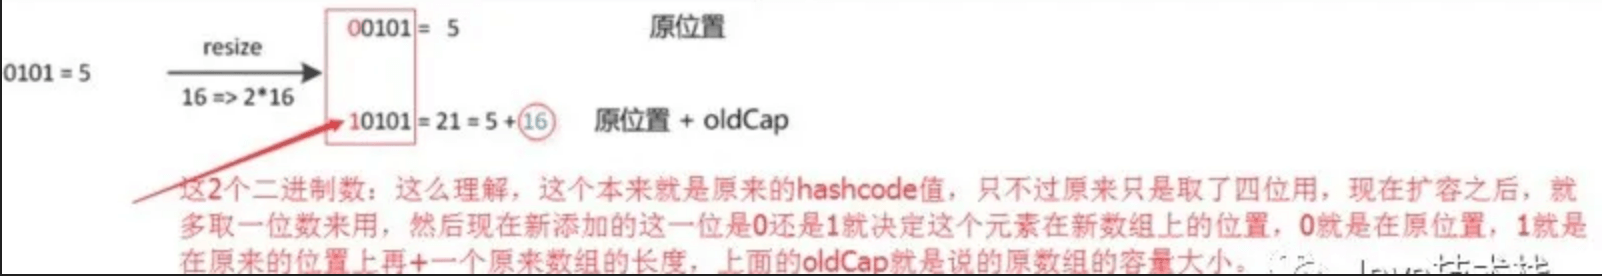 00101 = 5 原位置
resize
0101 = 5
16 => 2*16
10101 = 21 = 5 + 16 原位置 + oldCap
这2个二进制数：这么理解，这个本来就是原来的hashcode值，只不过原来只是取了四位用，现在扩容之后，就
多取一位数来用，然后现在新添加的这一位是0还是1就决定这个元素在新数组上的位置，0就是在原位置，1就是
在原来的位置上再+一个原来数组的长度，上面的oldCap就是说的原数组的容量大小。